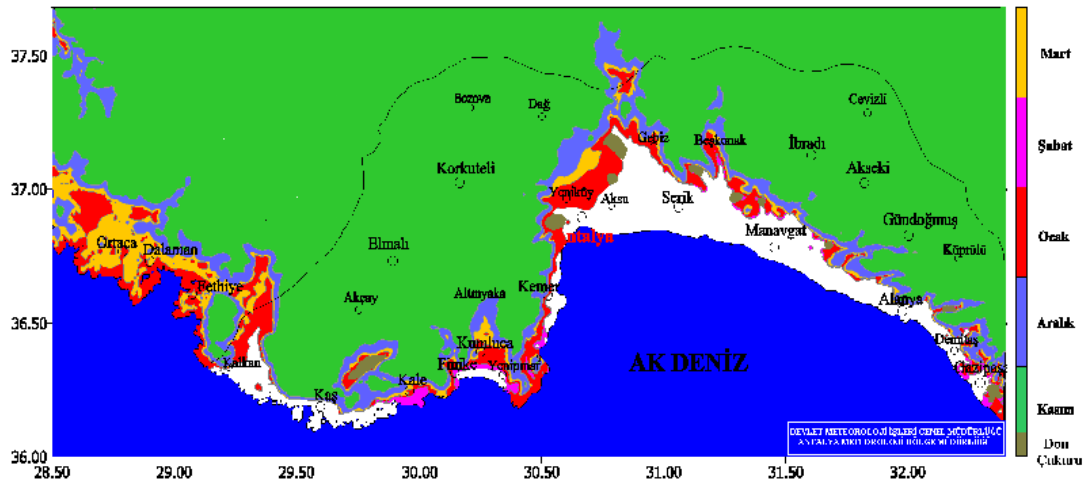 37.50
37.00
36.50
36.00
28.50 29.00 29.50 30.00 30.50 31.00 31.50 32.00
Bozova
Dağ
Cevizli
Gebiz
Beşkonak
İbradı
Korkuteli
Akseki
Yeniköy
Aksu
Serik
Gündoğmuş
Ortaca
Dalaman
Elmalı
Antalya
Manavgat
Köprülü
Fethiye
Akçay
Altınyaka
Kemer
Alanya
Kumluca
Demirtaş
Kalkan
Finike
Yenipınar
AK DENİZ
Gazipaşa
Kaş
Kale
DEVLET METEOROLOJİ İŞLERİ GENEL MÜDÜRLÜĞÜ
ANTALYA METEOROLOJİ BÖLGE MÜDÜRLÜĞÜ
Mart
Şubat
Ocak
Aralık
Kasım
Don
Çukuru